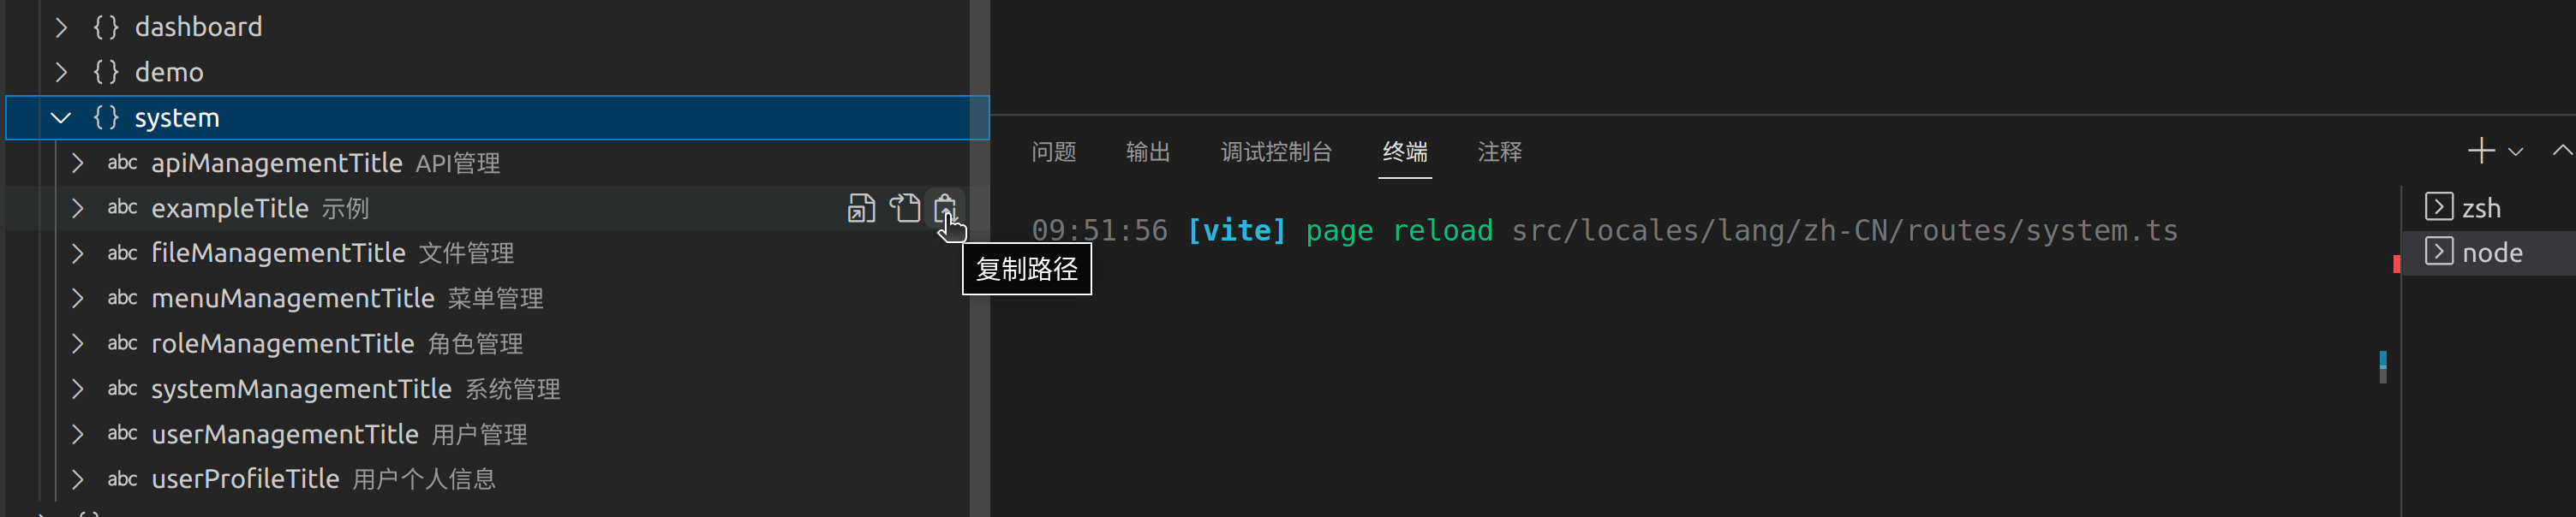 {} dashboard
{} demo
{} system
abc apiManagementTitle API管理
abc exampleTitle 示例
abc fileManagementTitle 文件管理
abc menuManagementTitle 菜单管理
abc roleManagementTitle 角色管理
abc systemManagementTitle 系统管理
abc userManagementTitle 用户管理
abc userProfileTitle 用户个人信息
复制路径
问题 输出 调试控制台 终端 注释
09:51:56 [vite] page reload src/locales/lang/zh-CN/routes/system.ts
zsh
node